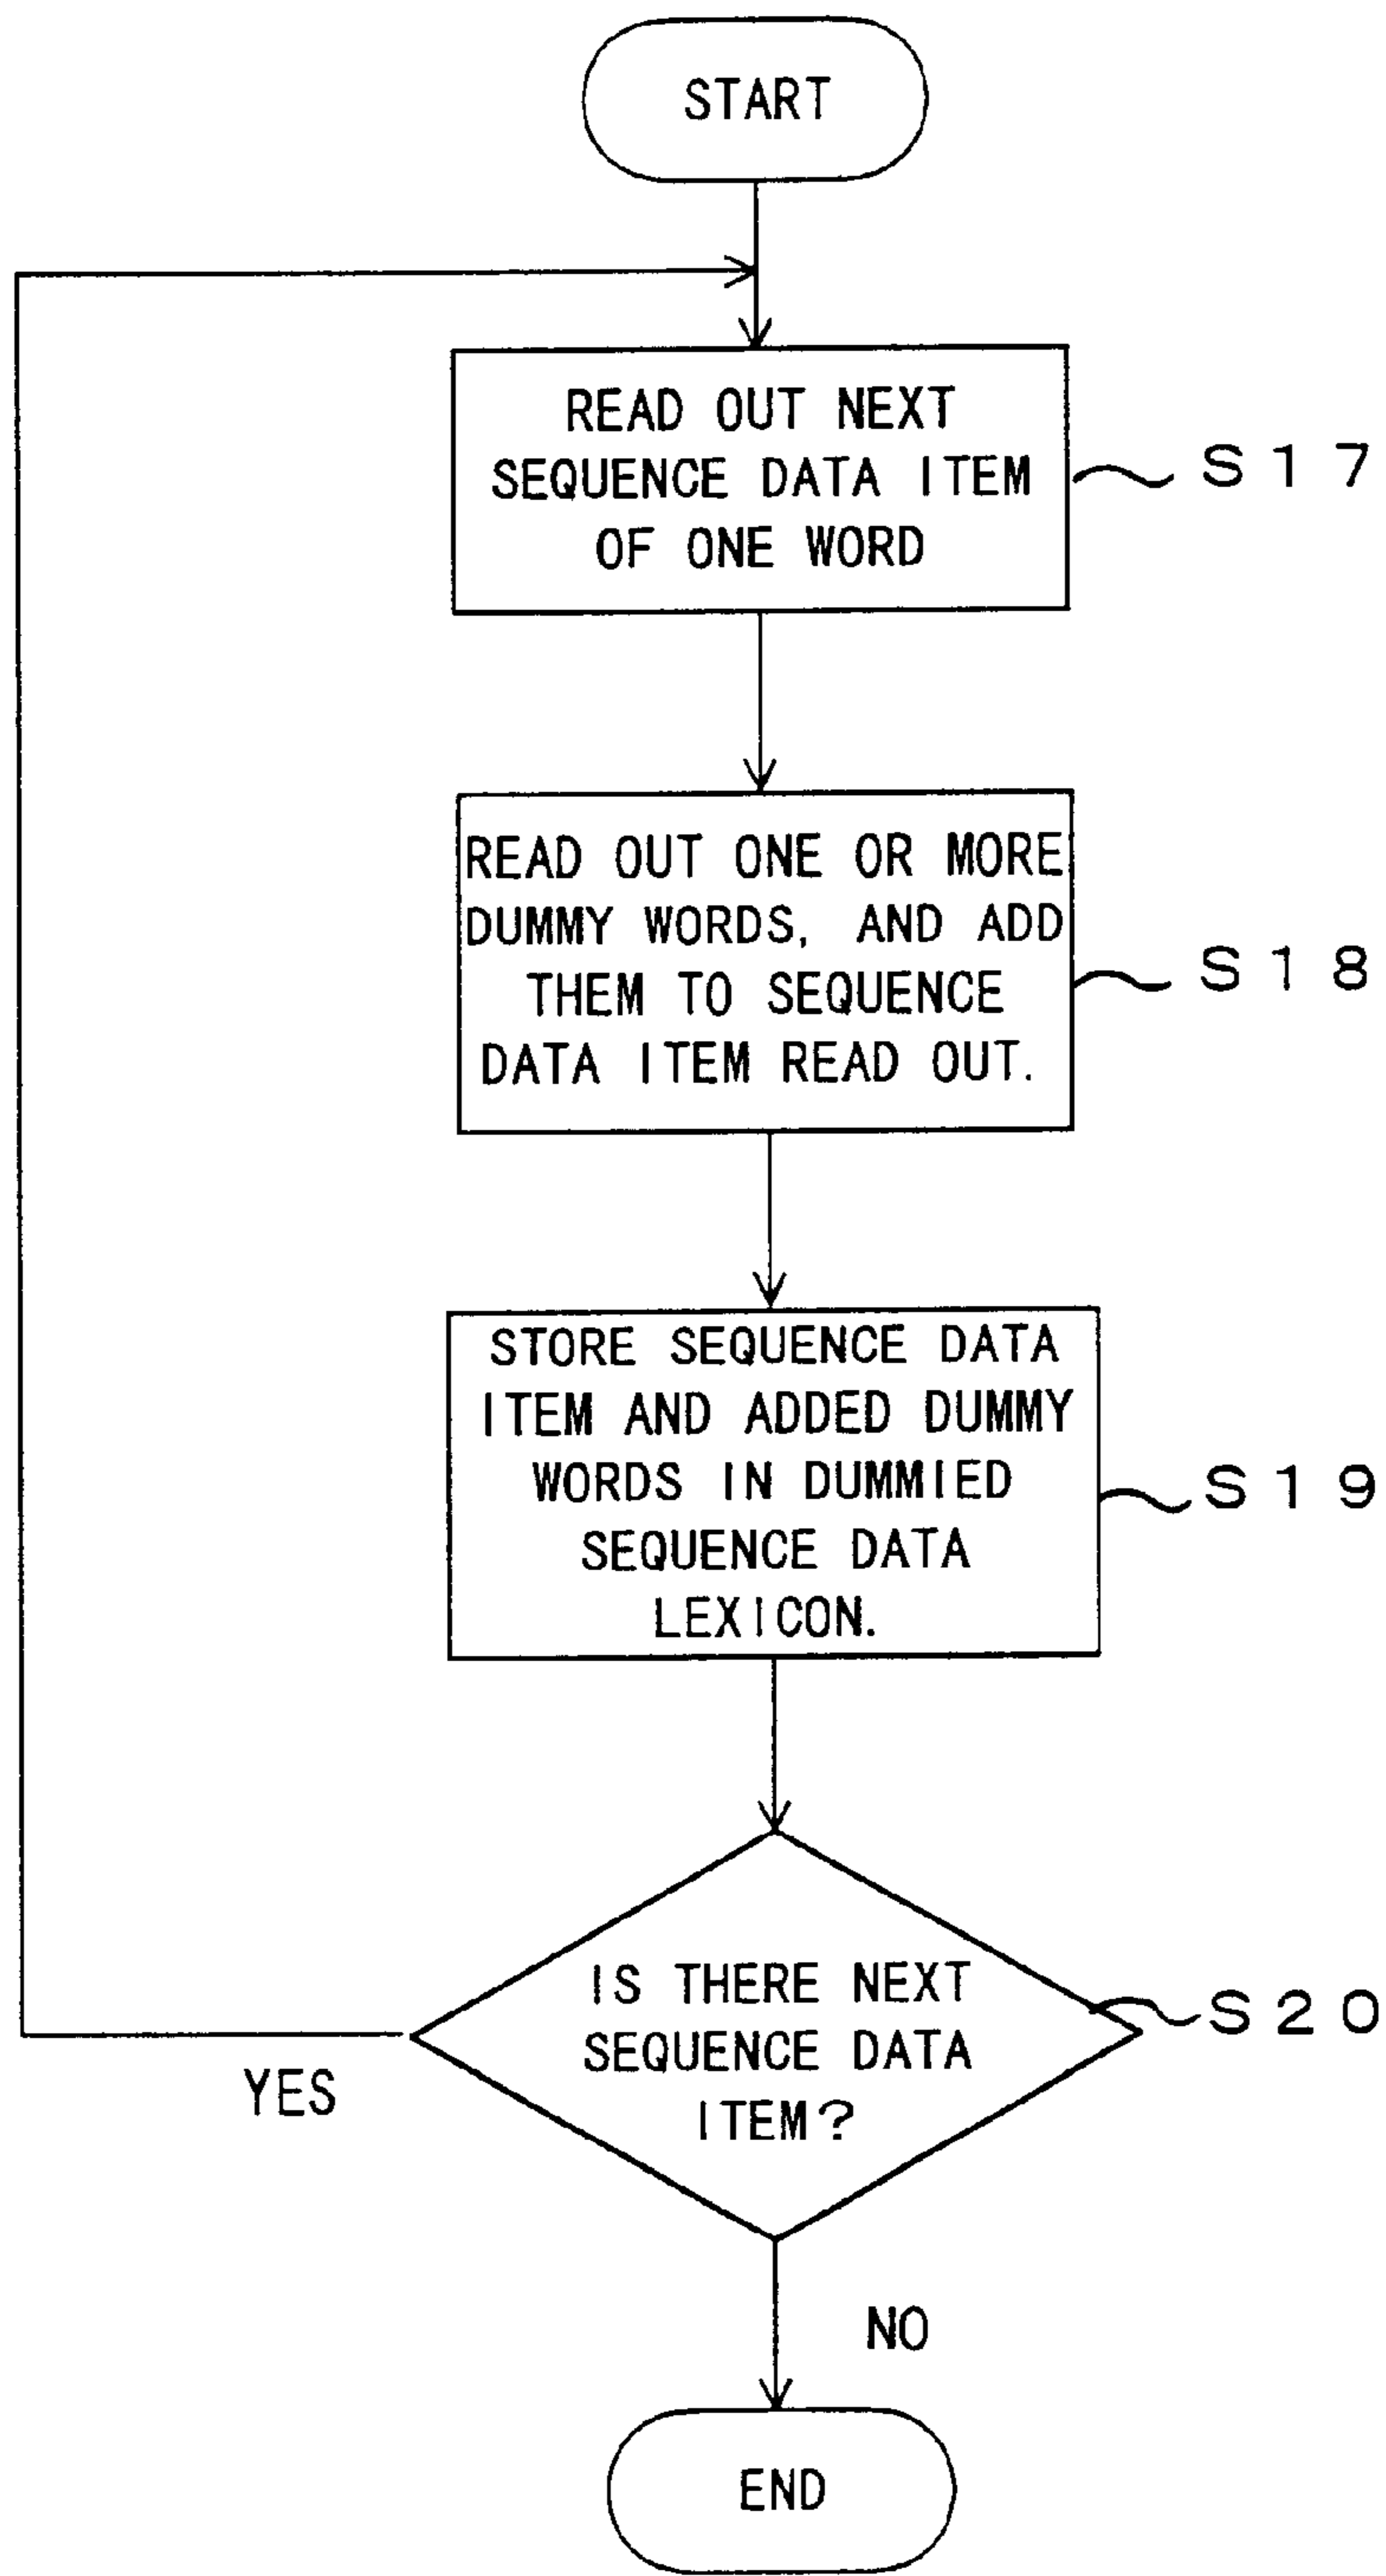 START
READ OUT NEXT
SEQUENCE DATA ITEM
OF ONE WORD
S17
READ OUT ONE OR MORE
DUMMY WORDS, AND ADD
THEM TO SEQUENCE
DATA ITEM READ OUT.
S18
STORE SEQUENCE DATA
ITEM AND ADDED DUMMY
WORDS IN DUMMIED
SEQUENCE DATA
LEXICON.
S19
IS THERE NEXT
SEQUENCE DATA
ITEM?
S20
YES
NO
END